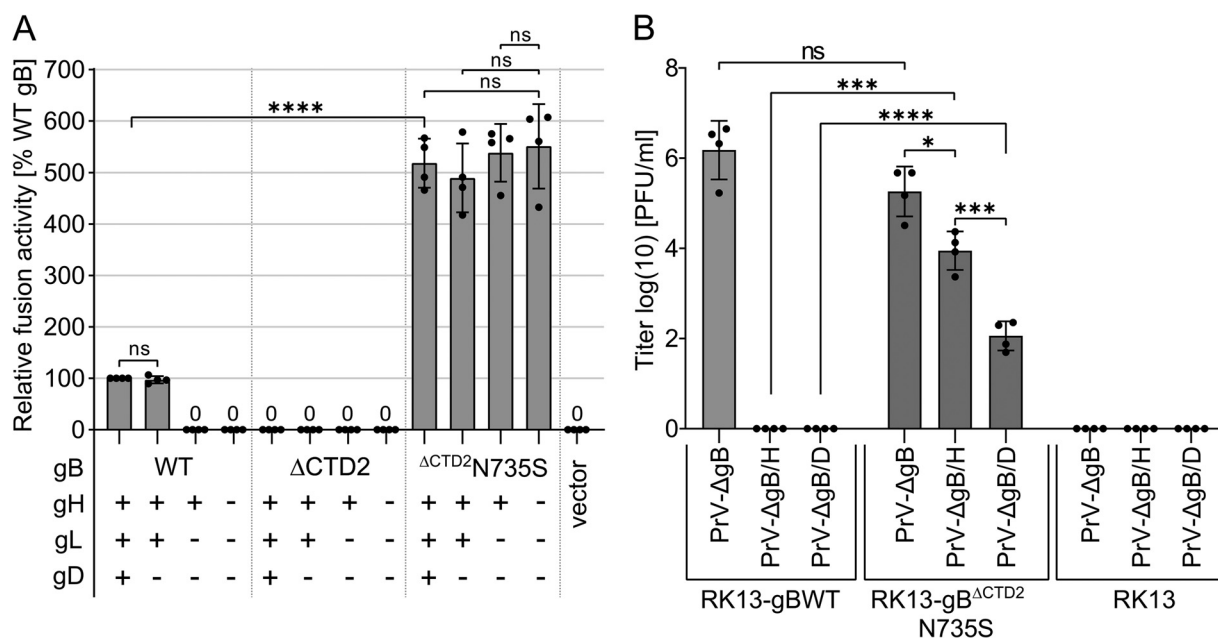 A
Relative fusion activity [% WT gB]
700
600
500
400
300
200
100
0
ns
0 0 0 0 0 0
****
ns
ns
ns
0
gB WT ΔCTD2 ΔCTD2N735S vector
gH + + + - + + + - + + + -
gL + + - - + + - - + + - -
gD + - - - + - - - + - - -
B
Titer log(10) [PFU/ml]
8
6
4
2
0
ns
***
****
*
***
PrV-ΔgB
PrV-ΔgB/H
PrV-ΔgB/D
PrV-ΔgB
PrV-ΔgB/H
PrV-ΔgB/D
PrV-ΔgB
PrV-ΔgB/H
PrV-ΔgB/D
RK13-gBWT
RK13-gBΔCTD2
N735S
RK13